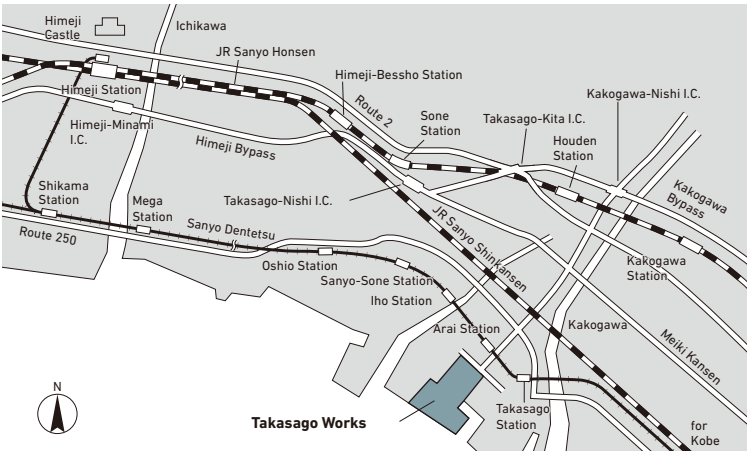 Himeji
Castle
Ichikawa
JR Sanyo Honsen
Himeji-Bessho Station
Himeji Station
Route 2
Sone
Station
Kakogawa-Nishi I.C.
Takasago-Kita I.C.
Himeji-Minami
I.C.
Himeji Bypass
Houden
Station
Kakogawa
Bypass
Shikama
Station
Mega
Station
Takasago-Nishi I.C.
JR Sanyo Shinkansen
Sanyo Dentetsu
Route 250
Oshio Station
Sanyo-Sone Station
Kakogawa
Station
Iho Station
Arai Station
Kakogawa
Meiki Kansen
N
Takasago Works
Takasago
Station
for
Kobe